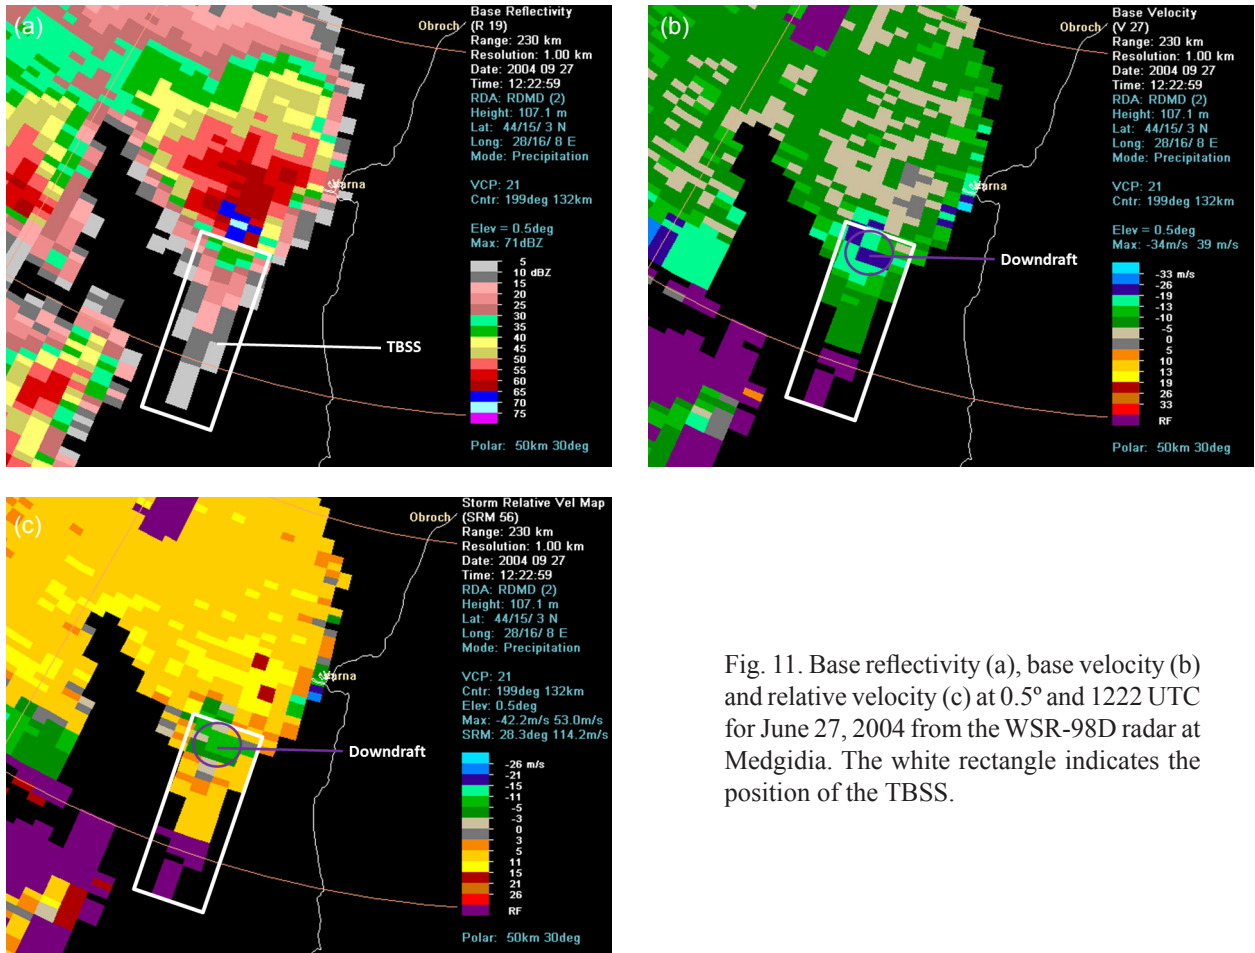 (a)
Obroch
Varna
TBSS
Base Reflectivity
(R 19)
Range: 230 km
Resolution: 1.00 km
Date: 2004 09 27
Time: 12:22:59
RDA: RDMD (2)
Height: 107.1 m
Lat: 44/15/ 3 N
Long: 28/16/ 8 E
Mode: Precipitation
VCP: 21
Cntr: 199deg 132km
Elev = 0.5deg
Max: 71dBZ
5
10 dBZ
15
20
25
30
35
40
45
50
55
60
65
70
75
Polar: 50km 30deg
(b)
Obroch
Varna
Downdraft
Base Velocity
(V 27)
Range: 230 km
Resolution: 1.00 km
Date: 2004 09 27
Time: 12:22:59
RDA: RDMD (2)
Height: 107.1 m
Lat: 44/15/ 3 N
Long: 28/16/ 8 E
Mode: Precipitation
VCP: 21
Cntr: 199deg 132km
Elev = 0.5deg
Max: -34m/s 39 m/s
-33 m/s
-26
-19
-13
-10
-5
0
5
10
13
19
26
33
RF
Polar: 50km 30deg
(c)
Obroch
Varna
Downdraft
Storm Relative Vel Map
(SRM 56)
Range: 230 km
Resolution: 1.00 km
Date: 2004 09 27
Time: 12:22:59
RDA: RDMD (2)
Height: 107.1 m
Lat: 44/15/ 3 N
Long: 28/16/ 8 E
Mode: Precipitation
VCP: 21
Cntr: 199deg 132km
Elev: 0.5deg
Max: -42.2m/s 53.0m/s
SRM: 28.3deg 114.2m/s
-26 m/s
-21
-15
-11
-5
-3
0
3
5
11
15
21
26
RF
Polar: 50km 30deg
Fig. 11. Base reflectivity (a), base velocity (b)
and relative velocity (c) at 0.5º and 1222 UTC
for June 27, 2004 from the WSR-98D radar at
Medgidia. The white rectangle indicates the
position of the TBSS.